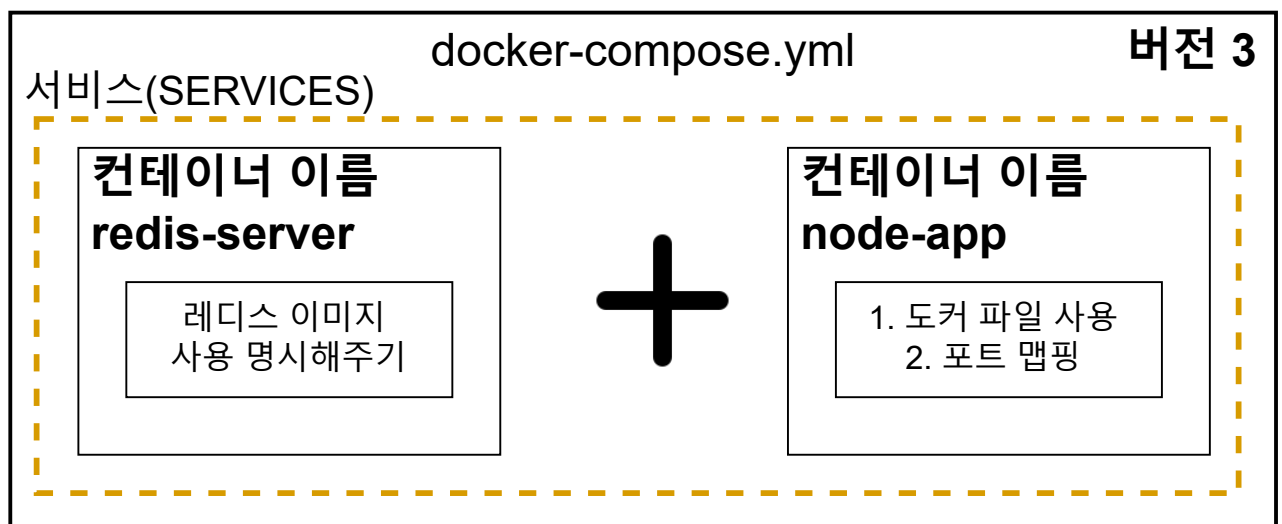 docker-compose.yml
버전 3
서비스(SERVICES)
컨테이너 이름
redis-server
레디스 이미지
사용 명시해주기
컨테이너 이름
node-app
1. 도커 파일 사용
2. 포트 맵핑